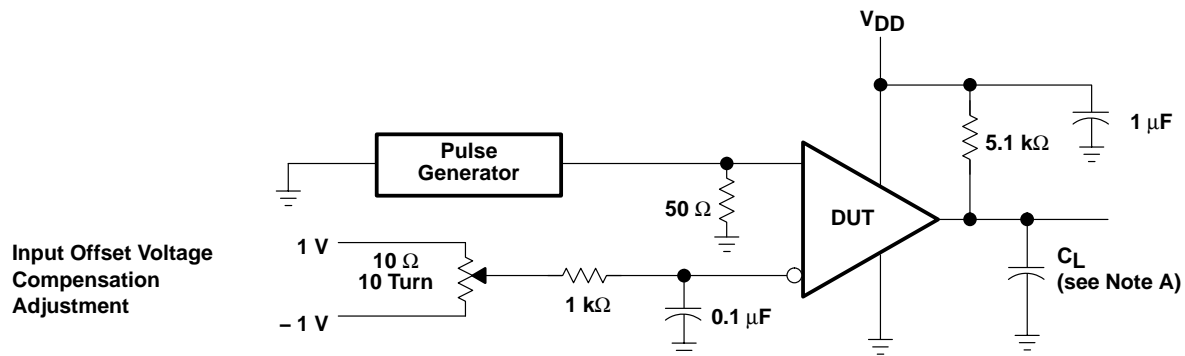 VDD
1 µF
5.1 kΩ
Pulse
Generator
50 Ω
DUT
Input Offset Voltage
Compensation
Adjustment
1 V
10 Ω
10 Turn
– 1 V
1 kΩ
0.1 µF
CL
(see Note A)